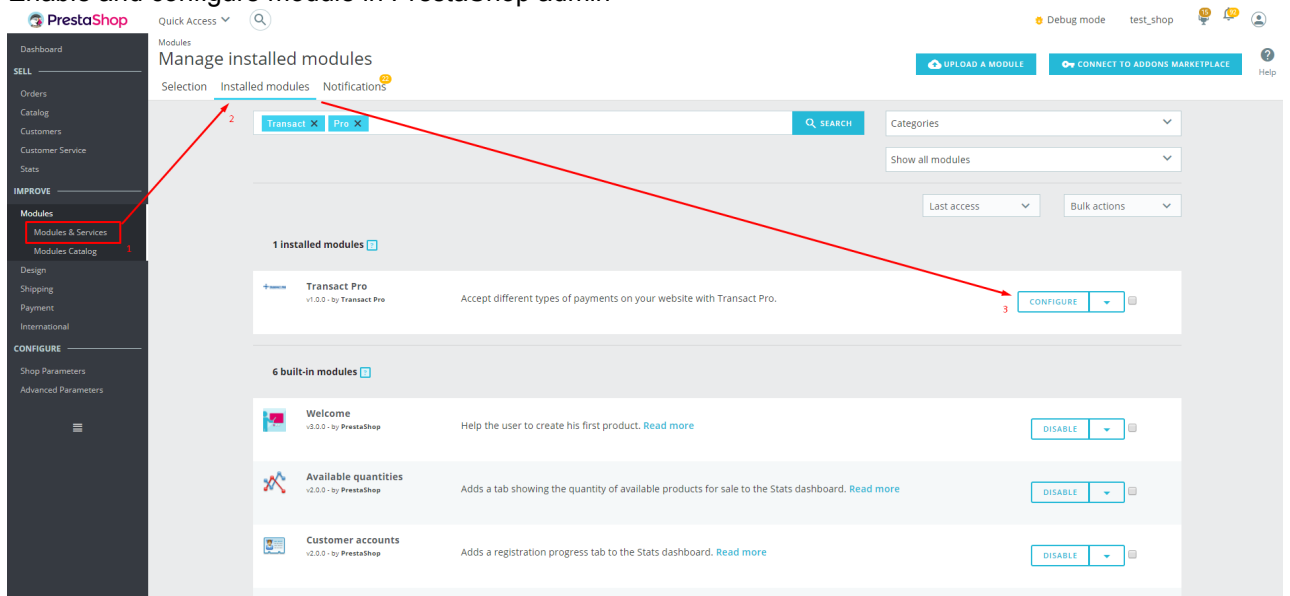 Enable and configure module in PrestaShop admin
PrestaShop
Quick Access
Debug mode
test_shop
Dashboard
SELL
Orders
Catalog
Customers
Customer Service
Stats
IMPROVE
Modules
Modules & Services
1
Modules Catalog
Design
Shipping
Payment
International
CONFIGURE
Shop Parameters
Advanced Parameters
Modules
Manage installed modules
UPLOAD A MODULE
CONNECT TO ADDONS MARKETPLACE
Help
Selection
Installed modules
Notifications
22
2
Transact X
Pro X
SEARCH
Categories
Show all modules
Last access
Bulk actions
1 installed modules
Transact Pro
v1.0.0 - by Transact Pro
Accept different types of payments on your website with Transact Pro.
3
CONFIGURE
6 built-in modules
Welcome
v3.0.0 - by PrestaShop
Help the user to create his first product. Read more
DISABLE
Available quantities
v2.0.0 - by PrestaShop
Adds a tab showing the quantity of available products for sale to the Stats dashboard. Read more
DISABLE
Customer accounts
v2.0.0 - by PrestaShop
Adds a registration progress tab to the Stats dashboard. Read more
DISABLE